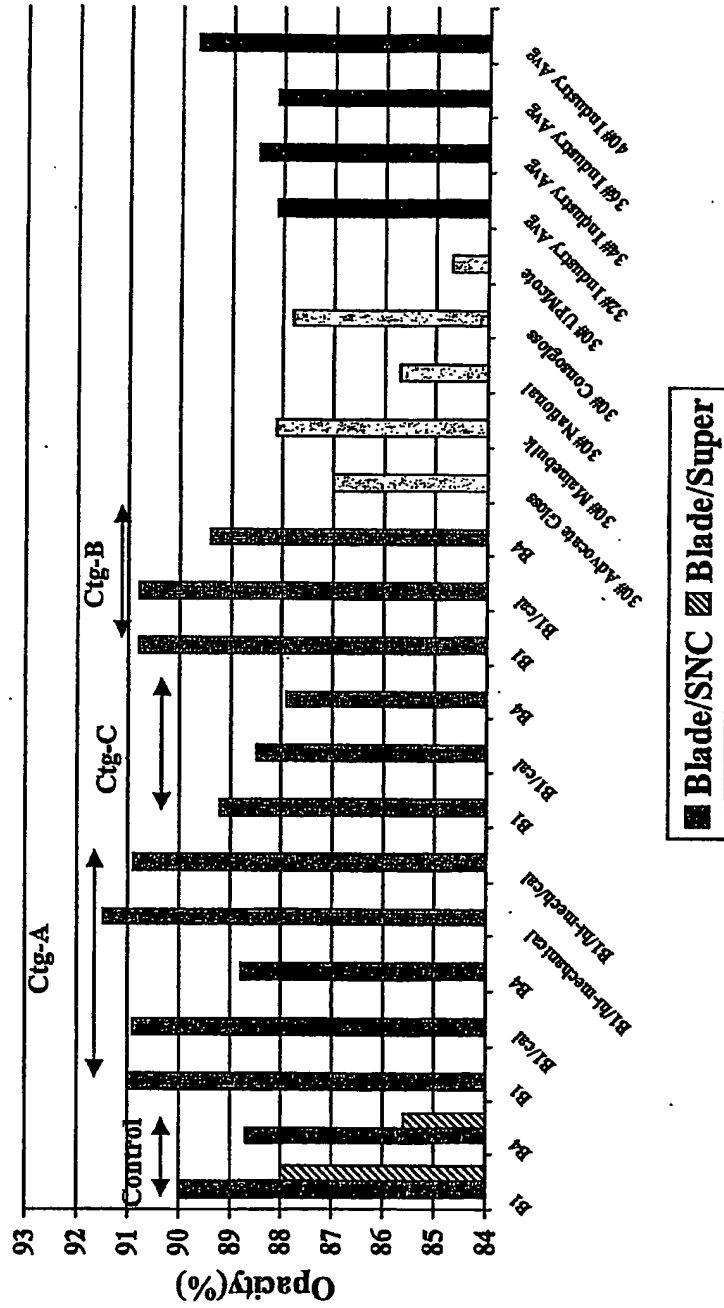 Opacity(%)
93
92
91
90
89
88
87
86
85
84
Control
Ctg-A
Ctg-C
Ctg-B
B1
B4
B1
B1/cal
B4
B1/hi-mechanical
B1/hi-mech/cal
B1
B1/cal
B4
B1
B1/cal
B4
30# Advocate Gloss
30# Mainebulk
30# National
30# Consogloss
30# UPMcote
32# Industry Avg
34# Industry Avg
36# Industry Avg
40# Industry Avg
Blade/SNC Blade/Super